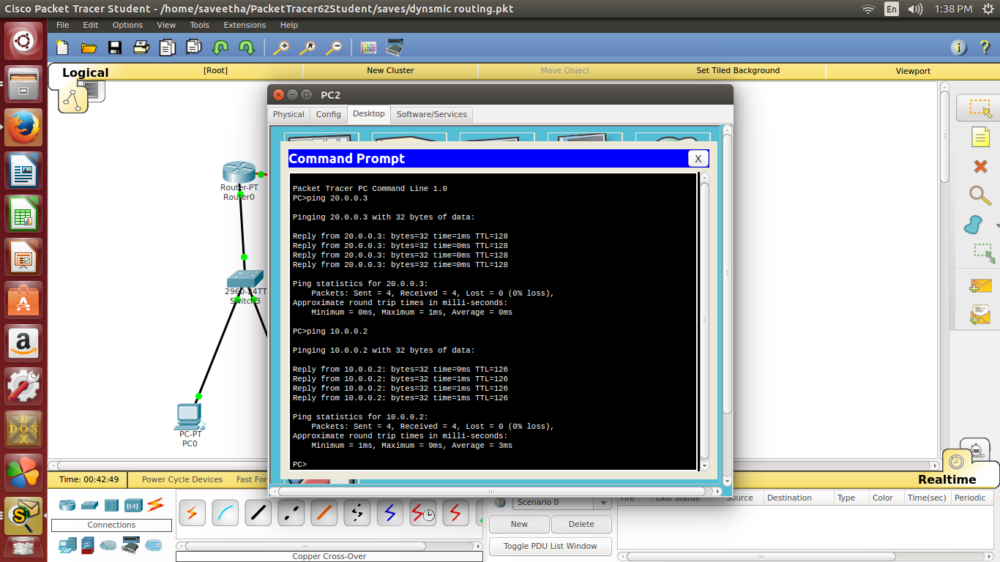 Cisco Packet Tracer Student - /home/saveetha/PacketTracer62Student/saves/dynsmic routing.pkt En 1:38 PM
File Edit Options View Tools Extensions Help
Logical [Root] New Cluster Move Object Set Tiled Background Viewport
PC2
Physical Config Desktop Software/Services
Command Prompt X
Packet Tracer PC Command Line 1.0
PC>ping 20.0.0.3
Pinging 20.0.0.3 with 32 bytes of data:
Reply from 20.0.0.3: bytes=32 time=1ms TTL=128
Reply from 20.0.0.3: bytes=32 time=0ms TTL=128
Reply from 20.0.0.3: bytes=32 time=0ms TTL=128
Reply from 20.0.0.3: bytes=32 time=0ms TTL=128
Ping statistics for 20.0.0.3:
Packets: Sent = 4, Received = 4, Lost = 0 (0% loss),
Approximate round trip times in milli-seconds:
Minimum = 0ms, Maximum = 1ms, Average = 0ms
PC>ping 10.0.0.2
Pinging 10.0.0.2 with 32 bytes of data:
Reply from 10.0.0.2: bytes=32 time=9ms TTL=126
Reply from 10.0.0.2: bytes=32 time=1ms TTL=126
Reply from 10.0.0.2: bytes=32 time=1ms TTL=126
Reply from 10.0.0.2: bytes=32 time=1ms TTL=126
Ping statistics for 10.0.0.2:
Packets: Sent = 4, Received = 4, Lost = 0 (0% loss),
Approximate round trip times in milli-seconds:
Minimum = 1ms, Maximum = 9ms, Average = 3ms
PC>
Router-PT
Router0
2960-24TT
Switch3
PC-PT
PC0
Time: 00:42:49 Power Cycle Devices Fast For
Realtime
Connections
Copper Cross-Over
Scenario 0
New Delete
Toggle PDU List Window
Fire Last Status Source Destination Type Color Time(sec) Periodic